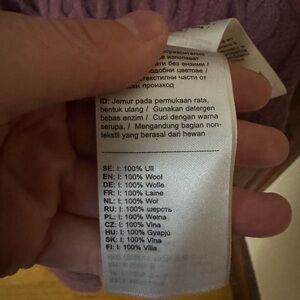 използват
без ензими /
подобни цветове /
текстилни части от
произход
ID: Jemur pada permukaan rata,
bentuk ulang / Gunakan detergen
bebas enzim / Cuci dengan warna
serupa. / Mengandung bagian non-
tekstil yang berasal dari hewan
SE: I: 100% Ull
EN: I: 100% Wool
DE: I: 100% Wolle
FR: I: 100% Laine
NL: I: 100% Wol
RU: I: 100% шерсть
PL: I: 100% Wełna
CZ: I: 100% Vlna
HU: I: 100% Gyapjú
SK: I: 100% Vlna
FI: I: 100% Villa